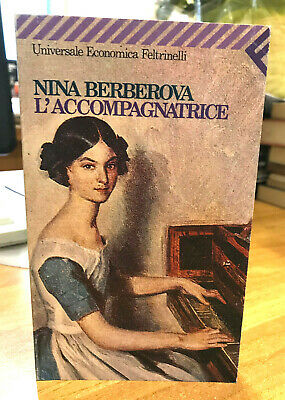 Universale Economica Feltrinelli
NINA BERBEROVA
L'ACCOMPAGNATRICE